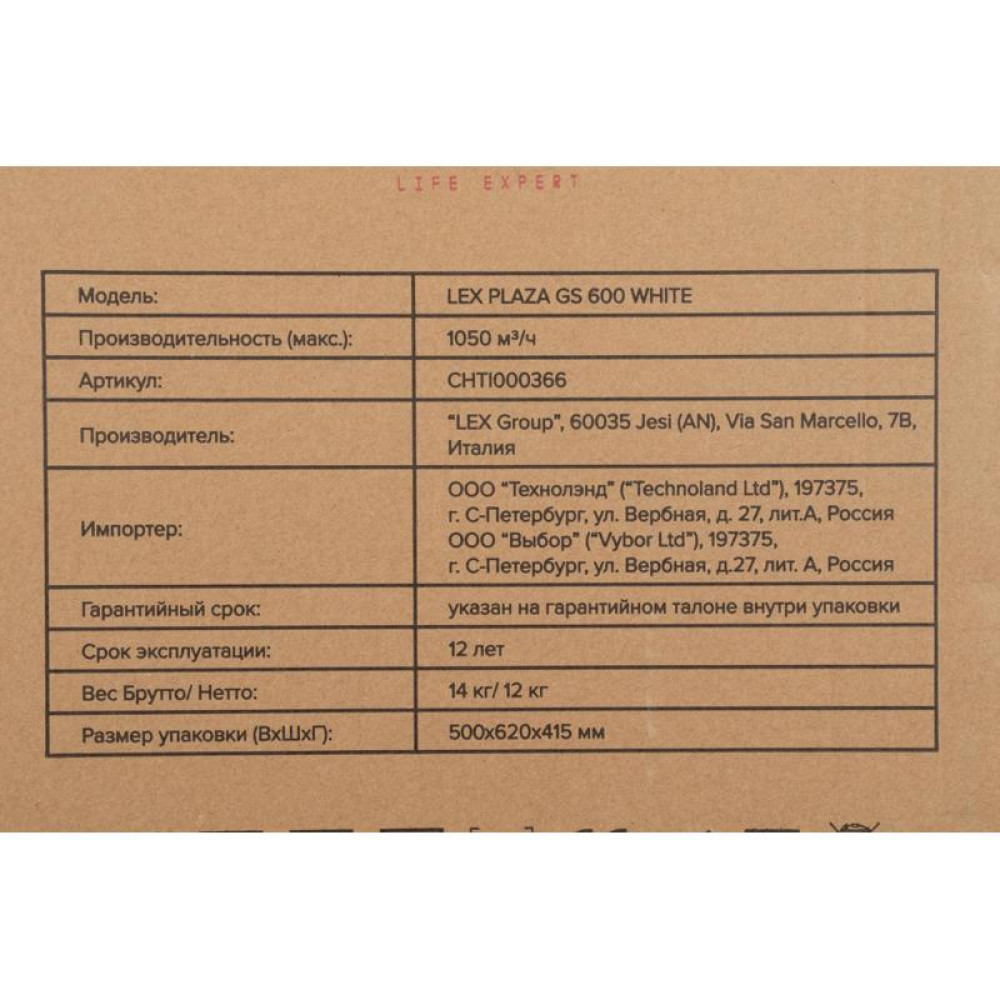 LIFE EXPERT
Модель: LEX PLAZA GS 600 WHITE
Производительность (макс.): 1050 м³/ч
Артикул: CHTI000366
Производитель: “LEX Group”, 60035 Jesi (AN), Via San Marcello, 7B,
Италия
Импортер: ООО “Технолэнд” (“Technoland Ltd”), 197375,
г. С-Петербург, ул. Вербная, д. 27, лит.А, Россия
ООО “Выбор” (“Vybor Ltd”), 197375,
г. С-Петербург, ул. Вербная, д.27, лит. А, Россия
Гарантийный срок: указан на гарантийном талоне внутри упаковки
Срок эксплуатации: 12 лет
Вес Брутто/ Нетто: 14 кг/ 12 кг
Размер упаковки (ВхШхГ): 500х620х415 мм